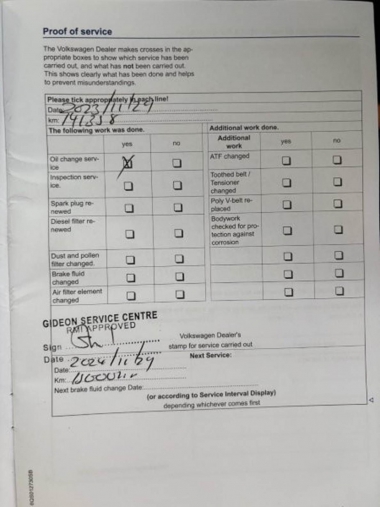 Proof of service
The Volkswagen Dealer makes crosses in the ap-
propriate boxes to show which service has been
carried out, and what has not been carried out.
This shows clearly what has been done and helps
to prevent misunderstandings.
Please tick appropriately in each line!
Date: 2023/11/29
km: 141358
The following work was done.
yes no
Oil change serv-
ice
Inspection serv-
ice.
Spark plug re-
newed
Diesel filter re-
newed
Dust and pollen
filter changed.
Brake fluid
changed
Air filter element
changed
Additional work done.
Additional
work yes no
ATF changed
Toothed belt /
Tensioner
changed
Poly V-belt re-
placed
Bodywork
checked for pro-
tection against
corrosion
GIDEON SERVICE CENTRE
RMI APPROVED
Sign
Volkswagen Dealer's
stamp for service carried out
Date 2024/11/29
Next Service:
Date:
Km:
Next brake fluid change Date:
(or according to Service Interval Display)
depending whichever comes first